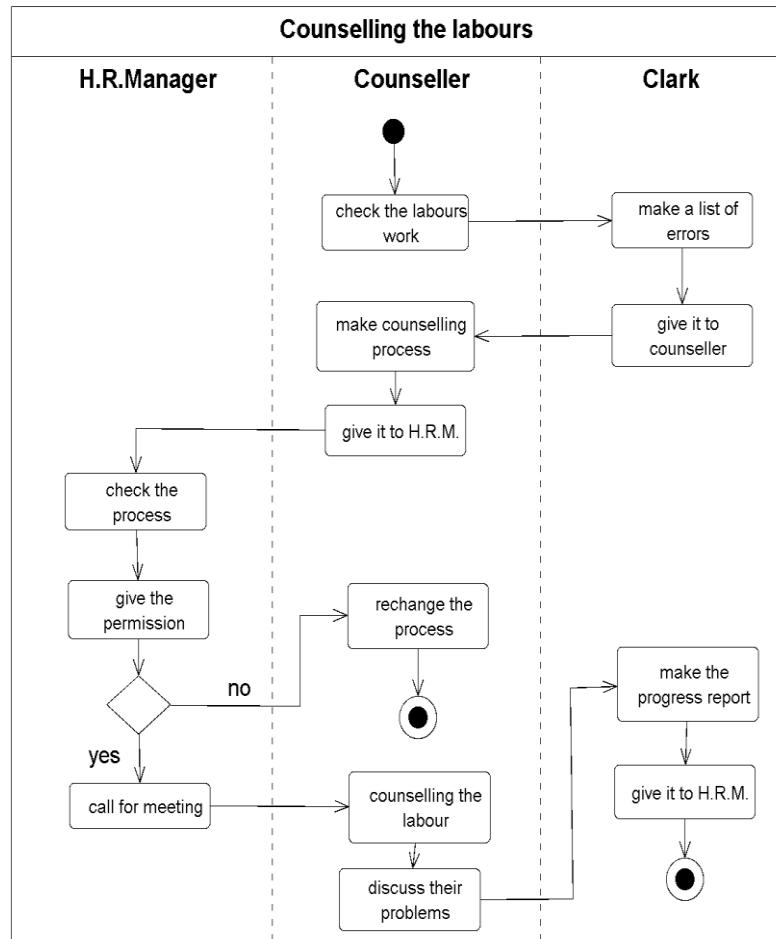 Counselling the labours
H.R.Manager
Counseller
Clark
check the labours
work
make a list of
errors
make counselling
process
give it to
counseller
give it to H.R.M.
check the
process
give the
permission
rechange the
process
no
make the
progress report
yes
call for meeting
counselling the
labour
give it to H.R.M.
discuss their
problems